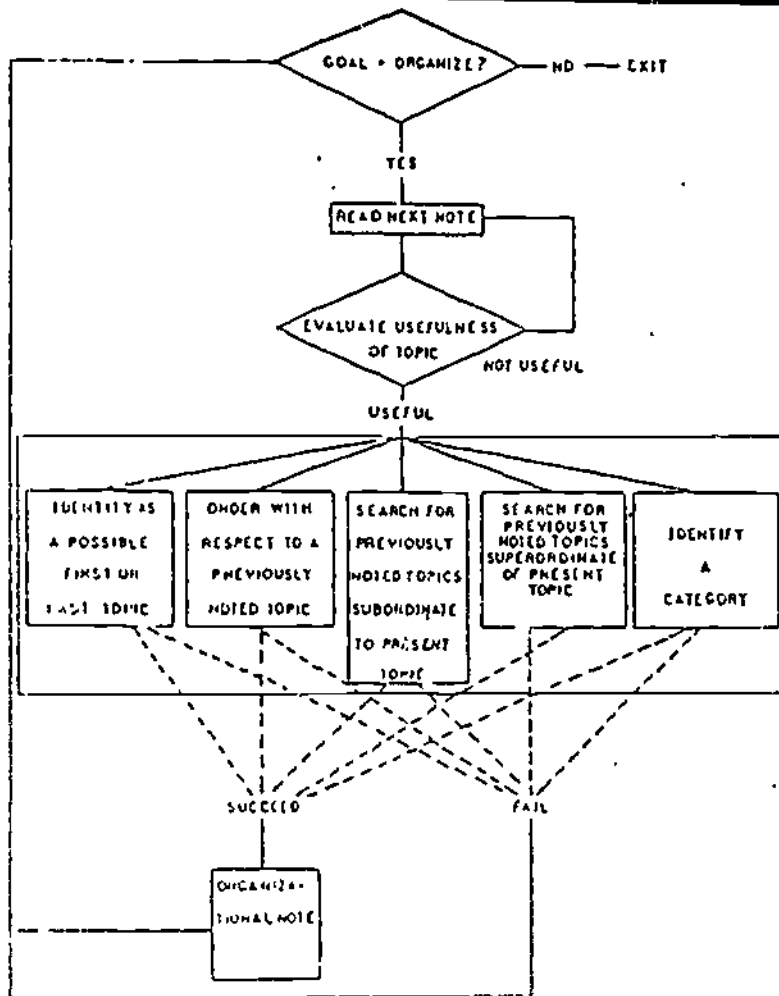 GOAL = ORGANIZE?
NO
EXIT
YES
READ NEXT NOTE
EVALUATE USEFULNESS
OF TOPIC
NOT USEFUL
USEFUL
IDENTIFY AS
A POSSIBLE
FIRST OR
LAST TOPIC
ORDER WITH
RESPECT TO A
PREVIOUSLY
NOTED TOPIC
SEARCH FOR
PREVIOUSLY
NOTED TOPICS
SUBORDINATE
TO PRESENT
TOPIC
SEARCH FOR
PREVIOUSLY
NOTED TOPICS
SUPERORDINATE
OF PRESENT
TOPIC
IDENTIFY
A
CATEGORY
SUCCEED
FAIL
ORGANIZA-
TIONAL NOTE